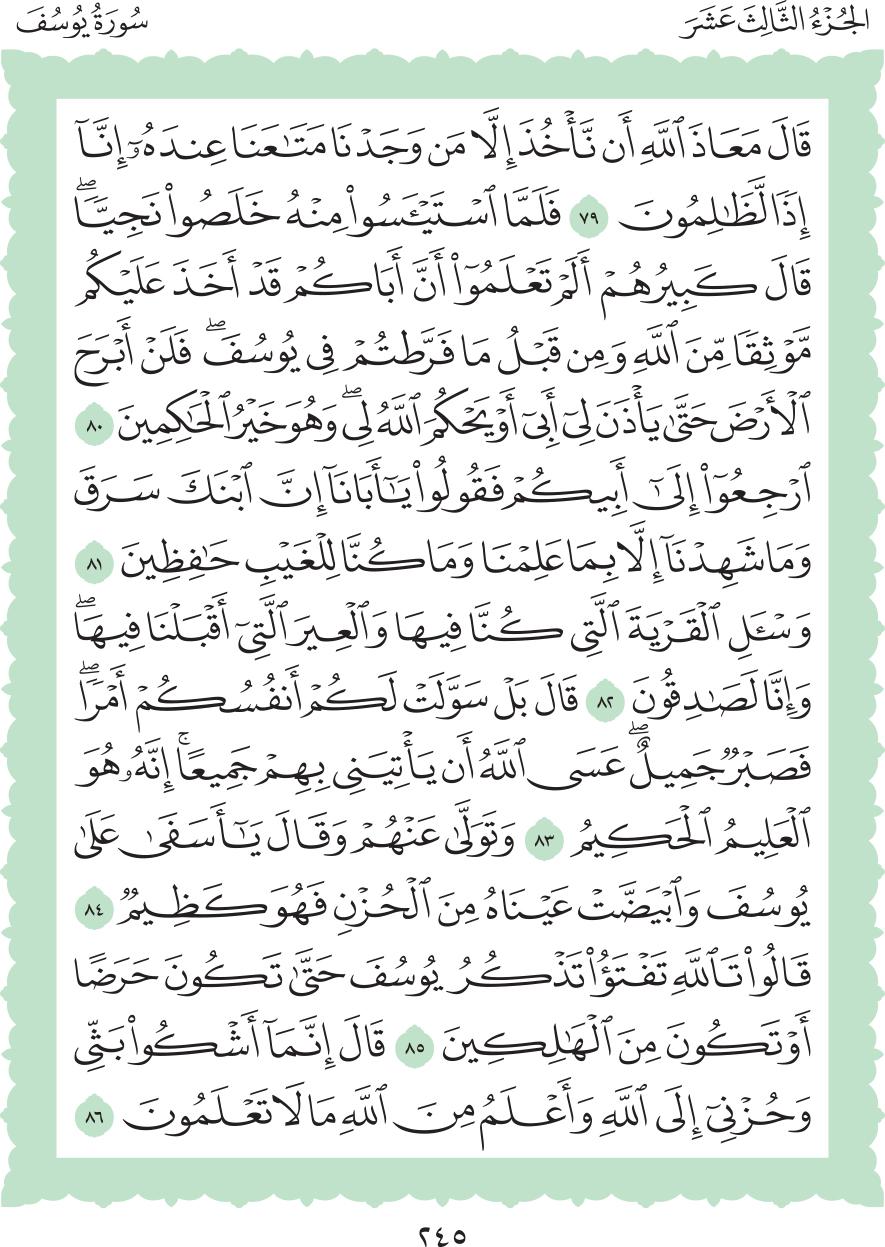 الجُزْءُ الثَّالِثَ عَشَرَ
سُورَةُ يُوسُفَ
قَالَ مَعَاذَ ٱللَّهِ أَن نَّأْخُذَ إِلَّا مَن وَجَدْنَا مَتَٰعَنَا عِندَهُۥٓ إِنَّآ
إِذًا لَّظَٰلِمُونَ ٧٩ فَلَمَّا ٱسْتَيْـَٔسُوا۟ مِنْهُ خَلَصُوا۟ نَجِيًّاۖ
قَالَ كَبِيرُهُمْ أَلَمْ تَعْلَمُوٓا۟ أَنَّ أَبَاكُمْ قَدْ أَخَذَ عَلَيْكُم
مَّوْثِقًا مِّنَ ٱللَّهِ وَمِن قَبْلُ مَا فَرَّطتُمْ فِى يُوسُفَۖ فَلَنْ أَبْرَحَ
ٱلْأَرْضَ حَتَّىٰ يَأْذَنَ لِىٓ أَبِىٓ أَوْ يَحْكُمَ ٱللَّهُ لِىۖ وَهُوَ خَيْرُ ٱلْحَٰكِمِينَ ٨٠
ٱرْجِعُوٓا۟ إِلَىٰٓ أَبِيكُمْ فَقُولُوا۟ يَٰٓأَبَانَآ إِنَّ ٱبْنَكَ سَرَقَ
وَمَا شَهِدْنَآ إِلَّا بِمَا عَلِمْنَا وَمَا كُنَّا لِلْغَيْبِ حَٰفِظِينَ ٨١
وَسْـَٔلِ ٱلْقَرْيَةَ ٱلَّتِى كُنَّا فِيهَا وَٱلْعِيرَ ٱلَّتِىٓ أَقْبَلْنَا فِيهَاۖ
وَإِنَّا لَصَٰدِقُونَ ٨٢ قَالَ بَلْ سَوَّلَتْ لَكُمْ أَنفُسُكُمْ أَمْرًاۖ
فَصَبْرٌ جَمِيلٌۖ عَسَى ٱللَّهُ أَن يَأْتِيَنِى بِهِمْ جَمِيعًاۚ إِنَّهُۥ هُوَ
ٱلْعَلِيمُ ٱلْحَكِيمُ ٨٣ وَتَوَلَّىٰ عَنْهُمْ وَقَالَ يَٰٓأَسَفَىٰ عَلَىٰ
يُوسُفَ وَٱبْيَضَّتْ عَيْنَاهُ مِنَ ٱلْحُزْنِ فَهُوَ كَظِيمٌ ٨٤
قَالُوا۟ تَٱللَّهِ تَفْتَؤُا۟ تَذْكُرُ يُوسُفَ حَتَّىٰ تَكُونَ حَرَضًا
أَوْ تَكُونَ مِنَ ٱلْهَٰلِكِينَ ٨٥ قَالَ إِنَّمَآ أَشْكُوا۟ بَثِّى
وَحُزْنِىٓ إِلَى ٱللَّهِ وَأَعْلَمُ مِنَ ٱللَّهِ مَا لَا تَعْلَمُونَ ٨٦
٢٤٥